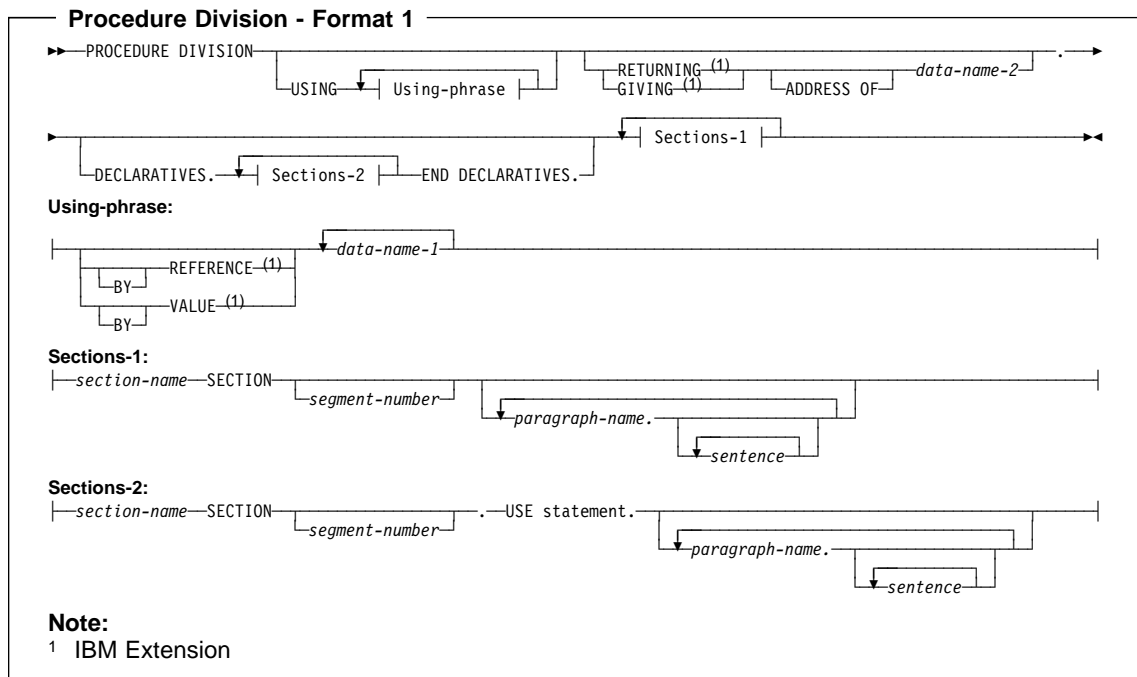 Procedure Division - Format 1
PROCEDURE DIVISION
USING Using-phrase
RETURNING (1)
GIVING (1)
ADDRESS OF
data-name-2
.
DECLARATIVES. Sections-2 END DECLARATIVES.
Sections-1
Using-phrase:
BY REFERENCE (1)
BY VALUE (1)
data-name-1
Sections-1:
section-name SECTION
segment-number
paragraph-name.
sentence
Sections-2:
section-name SECTION
segment-number
. USE statement.
paragraph-name.
sentence
Note:
1 IBM Extension